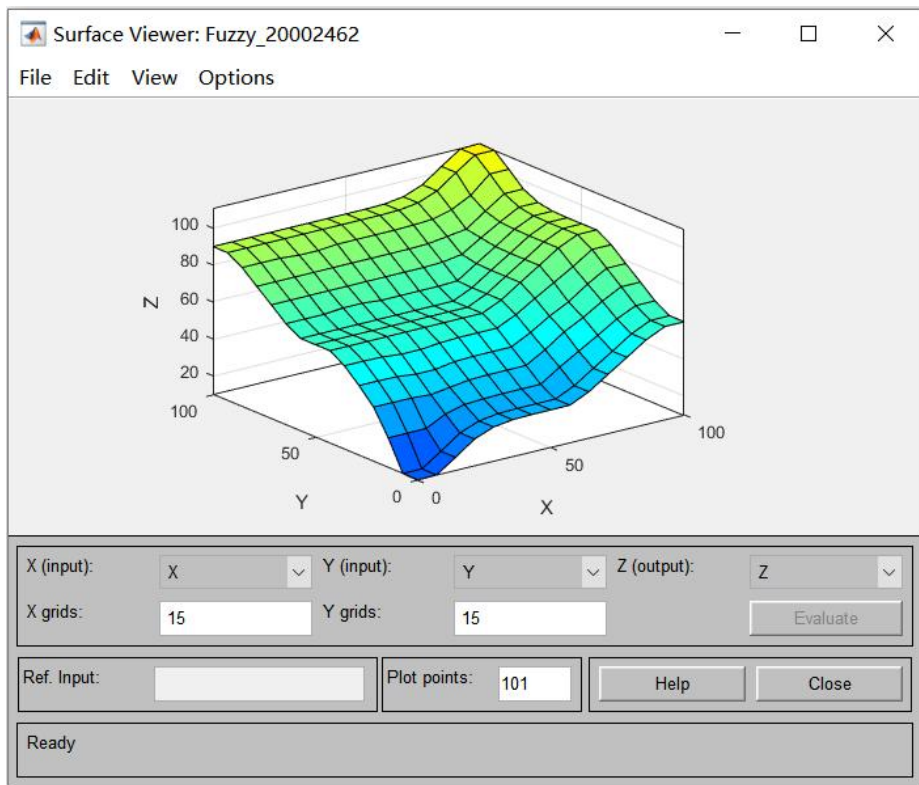 Surface Viewer: Fuzzy_20002462
File Edit View Options
100
80
60
40
20
Z
100
50
0
Y
0
50
100
X
X (input): X Y (input): Y Z (output): Z
X grids: 15 Y grids: 15 Evaluate
Ref. Input: Plot points: 101 Help Close
Ready